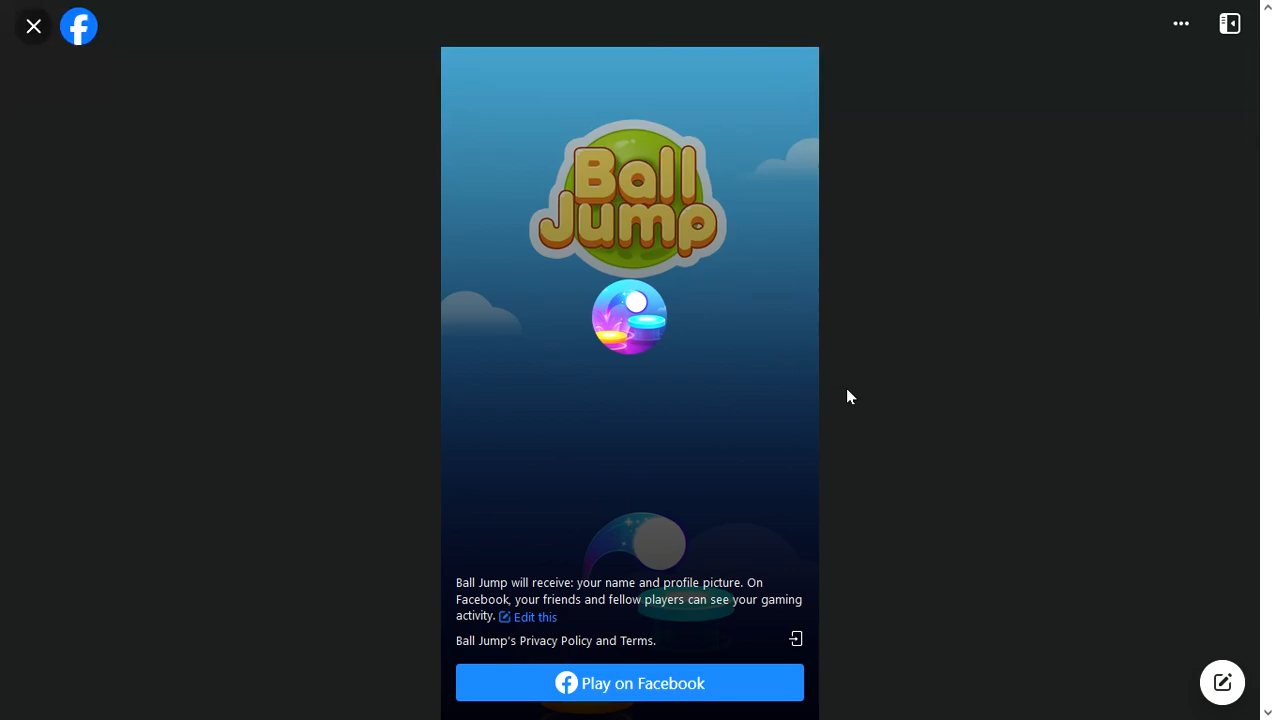 Ball
Jump
Ball Jump will receive: your name and profile picture. On
Facebook, your friends and fellow players can see your gaming
activity. Edit this
Ball Jump's Privacy Policy and Terms.
Play on Facebook